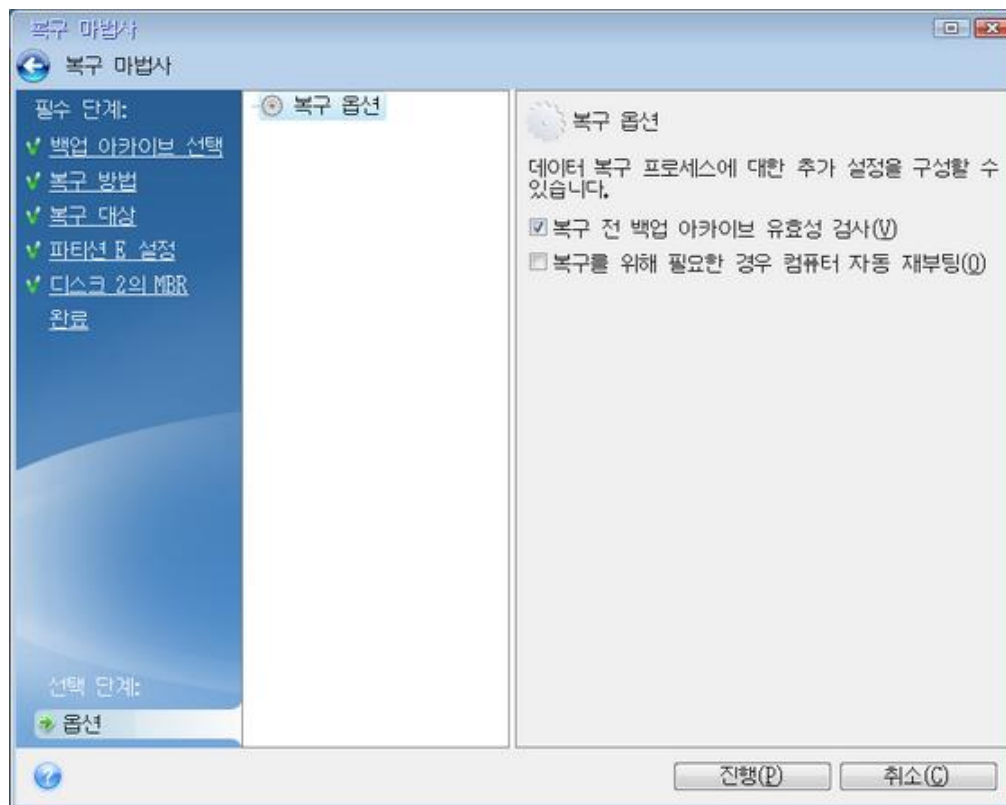 복구 마법사
복구 마법사
필수 단계:
백업 아카이브 선택
복구 방법
복구 대상
파티션 E 설정
디스크 2의 MBR
완료
선택 단계:
옵션
복구 옵션
복구 옵션
데이터 복구 프로세스에 대한 추가 설정을 구성할 수
있습니다.
복구 전 백업 아카이브 유효성 검사(V)
복구를 위해 필요한 경우 컴퓨터 자동 재부팅(O)
진행(P)
취소(C)